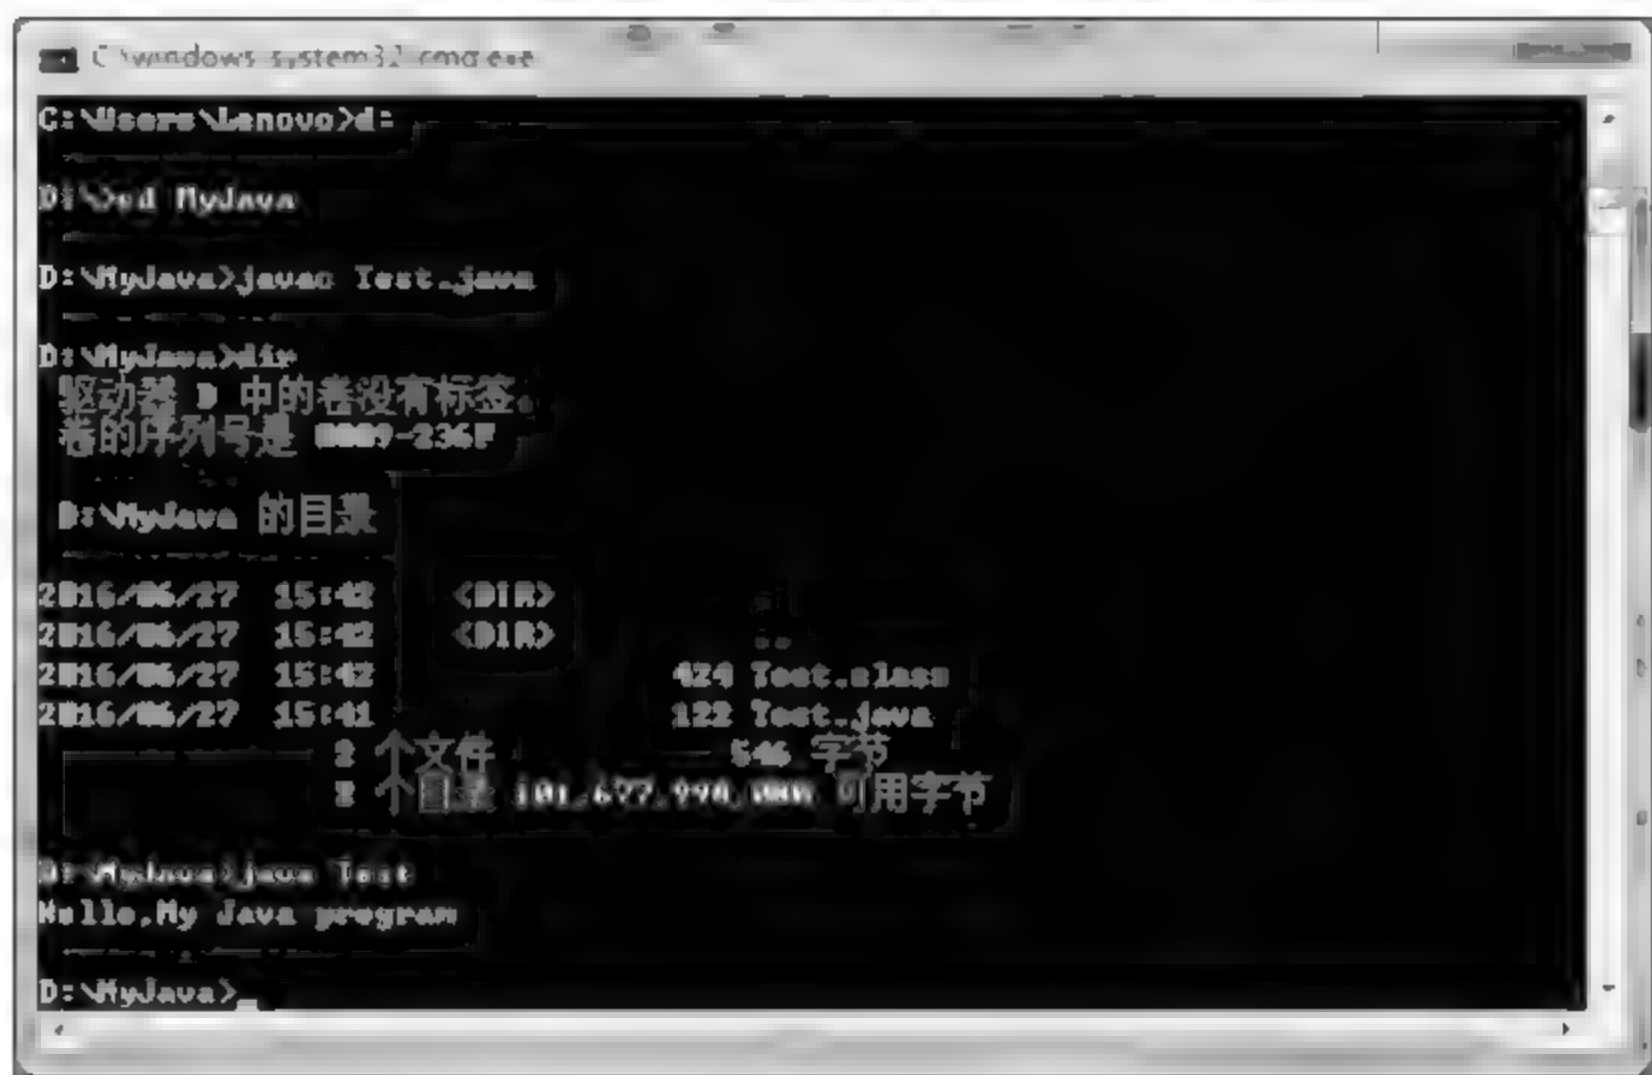 C:\windows\system32\cmd.exe
C:\Users\Lenovo>d:
D:\>cd MyJava
D:\MyJava>javac Test.java
D:\MyJava>dir
驱动器 D 中的卷没有标签。
卷的序列号是
D:\MyJava 的目录
2016/06/27 15:42 <DIR> .
2016/06/27 15:42 <DIR> ..
2016/06/27 15:42 424 Test.class
2016/06/27 15:41 122 Test.java
2 个文件 546 字节
个目录 可用字节
D:\MyJava>java Test
Hello,My Java program
D:\MyJava>_